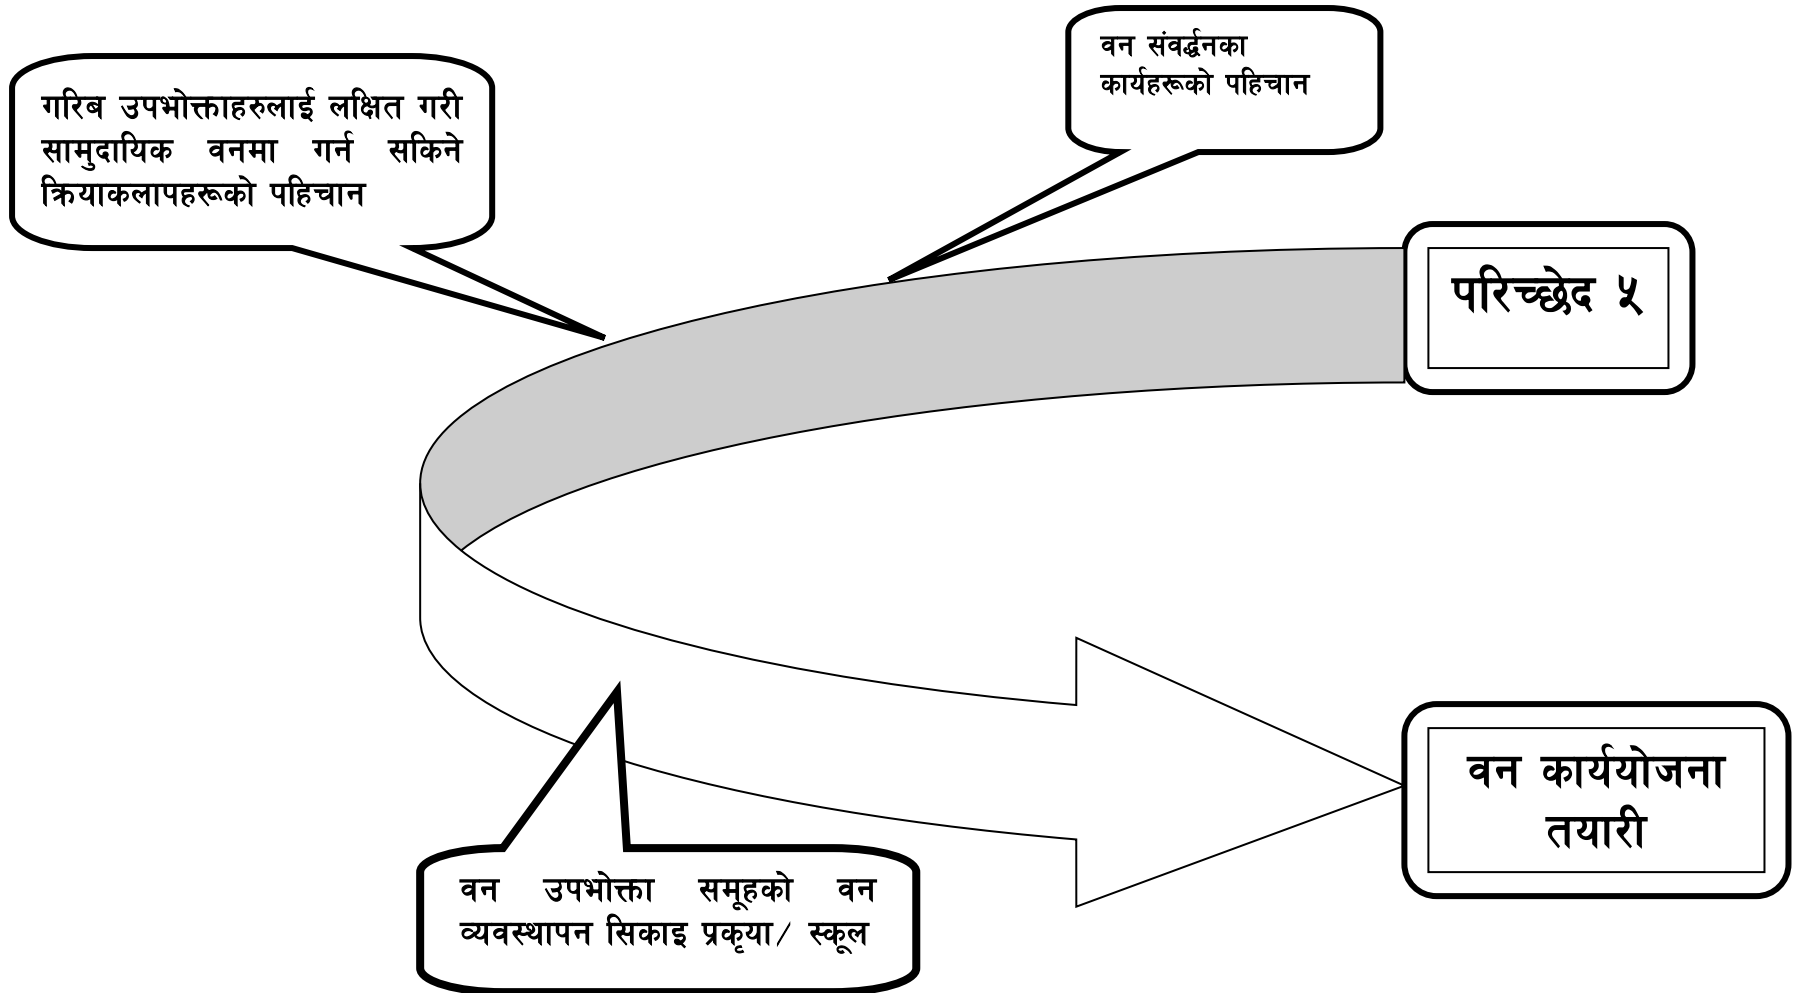 वन संवर्द्धनका
कार्यहरूको पहिचान
गरिब उपभोक्ताहरुलाई लक्षित गरी
सामुदायिक वनमा गर्न सकिने
क्रियाकलापहरूको पहिचान
परिच्छेद ५
वन कार्ययोजना
तयारी
वन उपभोक्ता समूहको वन
व्यवस्थापन सिकाइ प्रकृया/ स्कूल